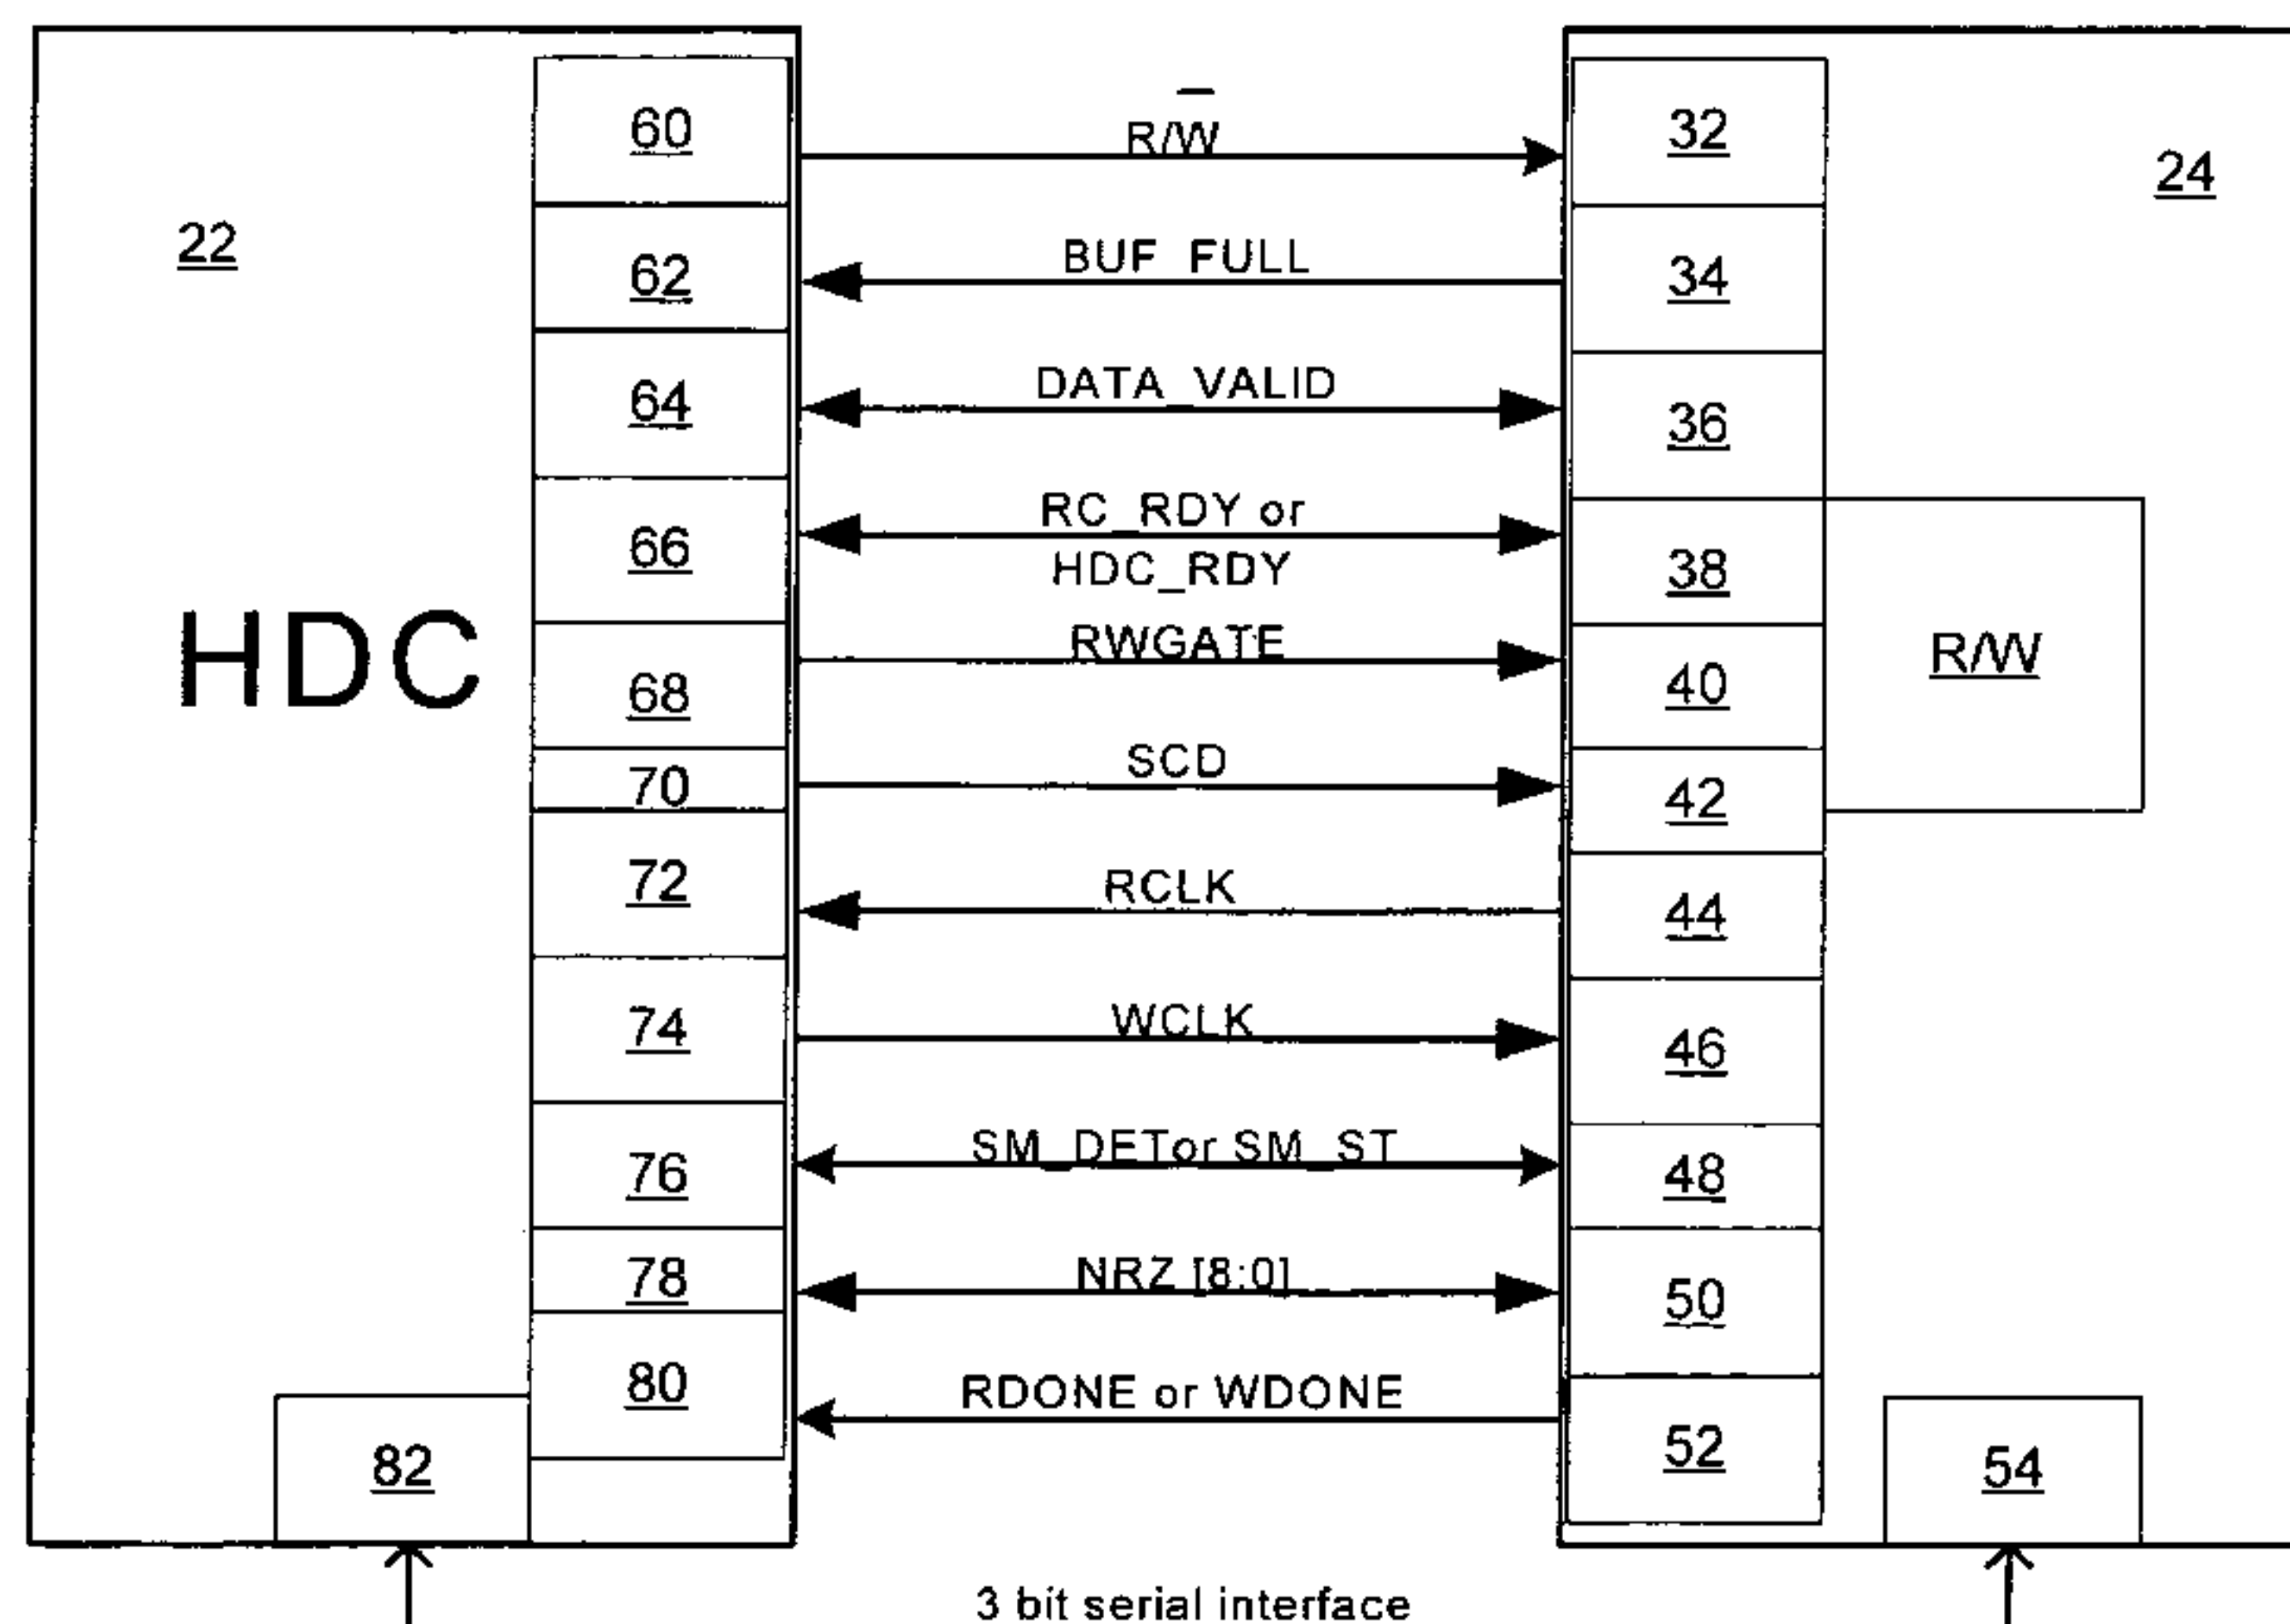 60
R/W̅
32
24
22
62
BUF_FULL
34
64
DATA_VALID
36
66
RC_RDY or
HDC_RDY
38
HDC
68
RWGATE
40
R/W
70
SCD
42
72
RCLK
44
74
WCLK
46
76
SM_DETor SM_ST
48
78
NRZ [8:0]
50
80
RDONE or WDONE
52
82
54
3 bit serial interface